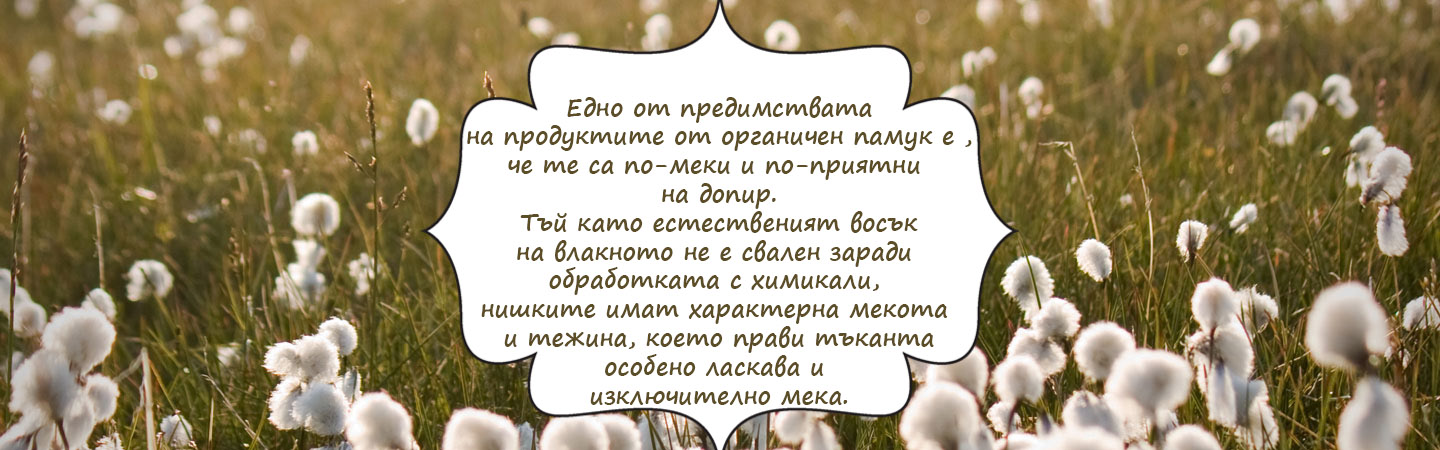 Едно от предимствата
на продуктите от органичен памук е ,
че те са по-меки и по-приятни
на допир.
Тъй като естественият восък
на влакното не е свален заради
обработката с химикали,
нишките имат характерна мекота
и тежина, което прави тъканта
особено ласкава и
изключително мека.